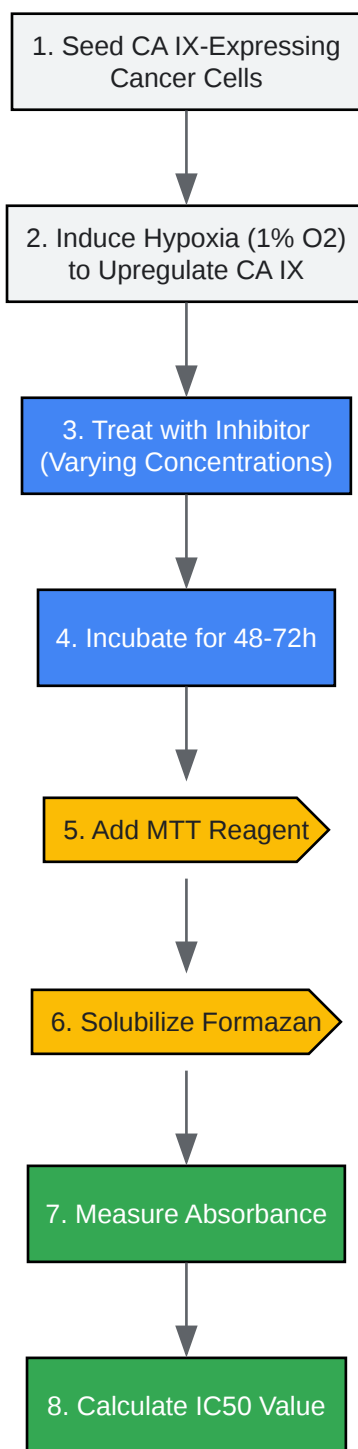 1. Seed CA IX-Expressing
Cancer Cells
2. Induce Hypoxia (1% O2)
to Upregulate CA IX
3. Treat with Inhibitor
(Varying Concentrations)
4. Incubate for 48-72h
5. Add MTT Reagent
6. Solubilize Formazan
7. Measure Absorbance
8. Calculate IC50 Value